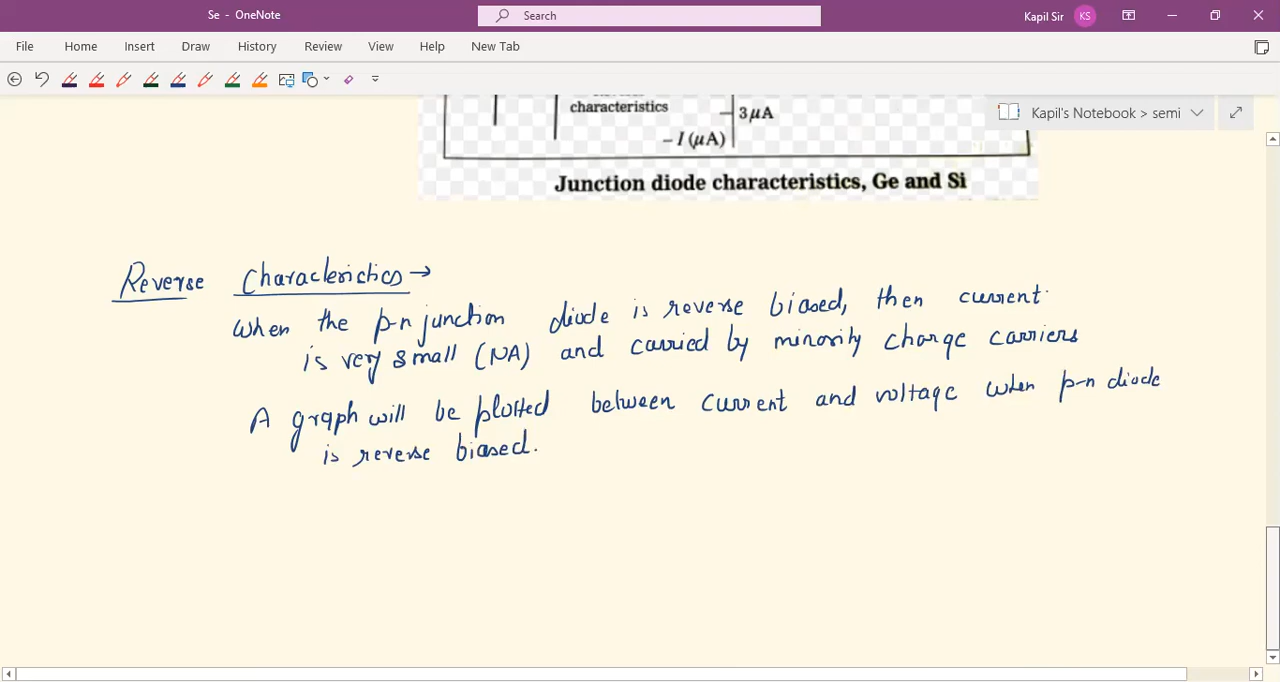 Se - OneNote
Search
Kapil Sir
KS
File Home Insert Draw History Review View Help New Tab
Kapil's Notebook > semi
characteristics
3 μA
– I (μA)
Junction diode characteristics, Ge and Si
Reverse Characteristics →
when the p-n junction diode is reverse biased, then current
is very small (NA) and carried by minority charge carriers
A graph will be plotted between current and voltage when p-n diode
is reverse biased.